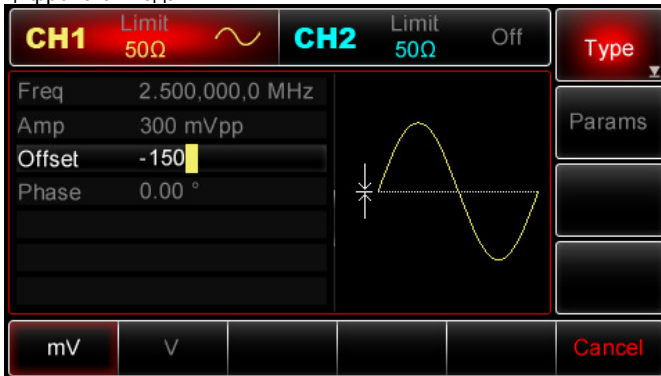 CH1 Limit 50Ω CH2 Limit 50Ω Off
Type
Freq 2.500,000,0 MHz
Amp 300 mVpp
Params
Offset -150
Phase 0.00 °
mV V Cancel